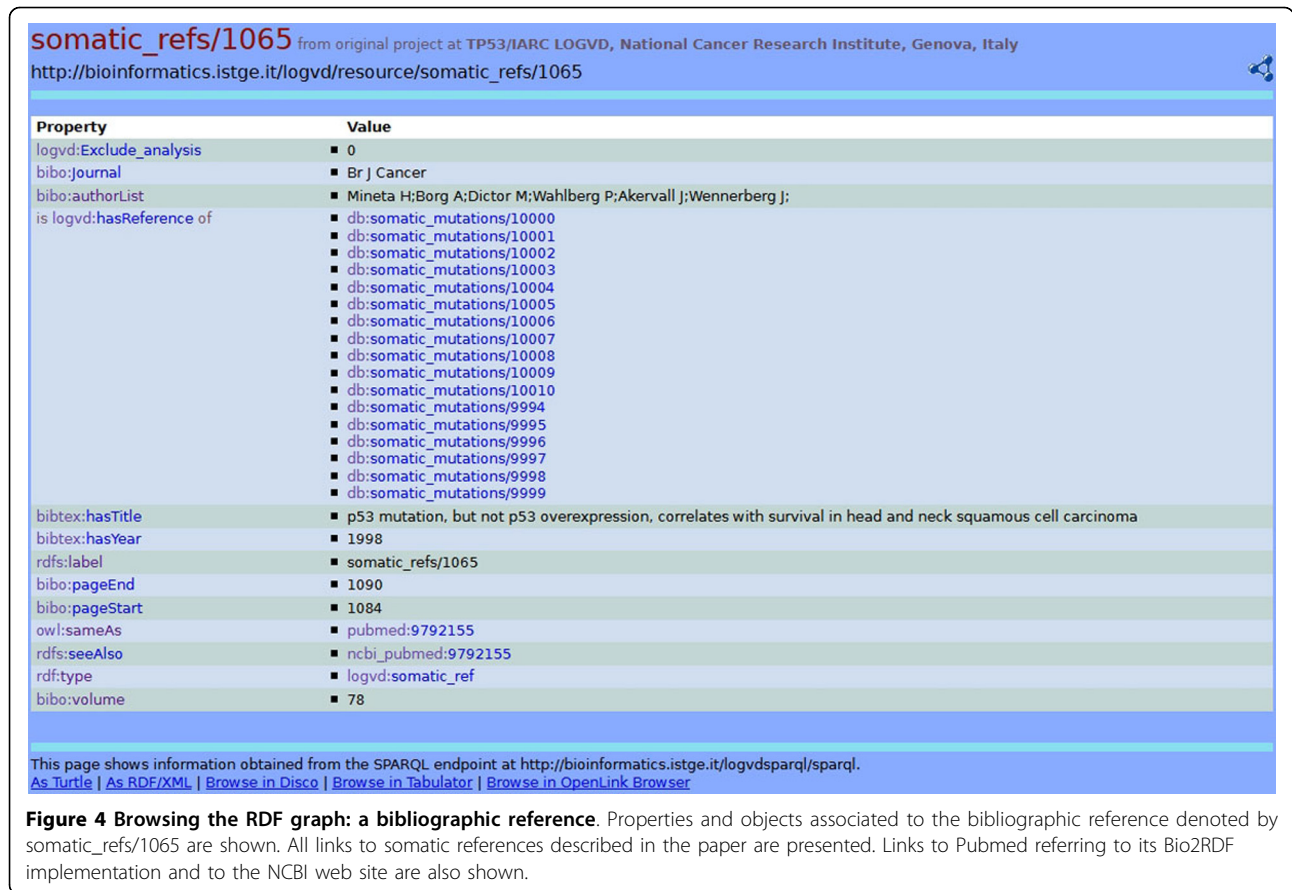 somatic_refs/1065 from original project at TP53/IARC LOGVD, National Cancer Research Institute, Genova, Italy
http://bioinformatics.istge.it/logvd/resource/somatic_refs/1065
Property Value
logvd:Exclude_analysis ▪ 0
bibo:Journal ▪ Br J Cancer
bibo:authorList ▪ Mineta H;Borg A;Dictor M;Wahlberg P;Akervall J;Wennerberg J;
is logvd:hasReference of ▪ db:somatic_mutations/10000
▪ db:somatic_mutations/10001
▪ db:somatic_mutations/10002
▪ db:somatic_mutations/10003
▪ db:somatic_mutations/10004
▪ db:somatic_mutations/10005
▪ db:somatic_mutations/10006
▪ db:somatic_mutations/10007
▪ db:somatic_mutations/10008
▪ db:somatic_mutations/10009
▪ db:somatic_mutations/10010
▪ db:somatic_mutations/9994
▪ db:somatic_mutations/9995
▪ db:somatic_mutations/9996
▪ db:somatic_mutations/9997
▪ db:somatic_mutations/9998
▪ db:somatic_mutations/9999
bibtex:hasTitle ▪ p53 mutation, but not p53 overexpression, correlates with survival in head and neck squamous cell carcinoma
bibtex:hasYear ▪ 1998
rdfs:label ▪ somatic_refs/1065
bibo:pageEnd ▪ 1090
bibo:pageStart ▪ 1084
owl:sameAs ▪ pubmed:9792155
rdfs:seeAlso ▪ ncbi_pubmed:9792155
rdf:type ▪ logvd:somatic_ref
bibo:volume ▪ 78
This page shows information obtained from the SPARQL endpoint at http://bioinformatics.istge.it/logvdsparql/sparql.
As Turtle | As RDF/XML | Browse in Disco | Browse in Tabulator | Browse in OpenLink Browser
Figure 4 Browsing the RDF graph: a bibliographic reference. Properties and objects associated to the bibliographic reference denoted by
somatic_refs/1065 are shown. All links to somatic references described in the paper are presented. Links to Pubmed referring to its Bio2RDF
implementation and to the NCBI web site are also shown.